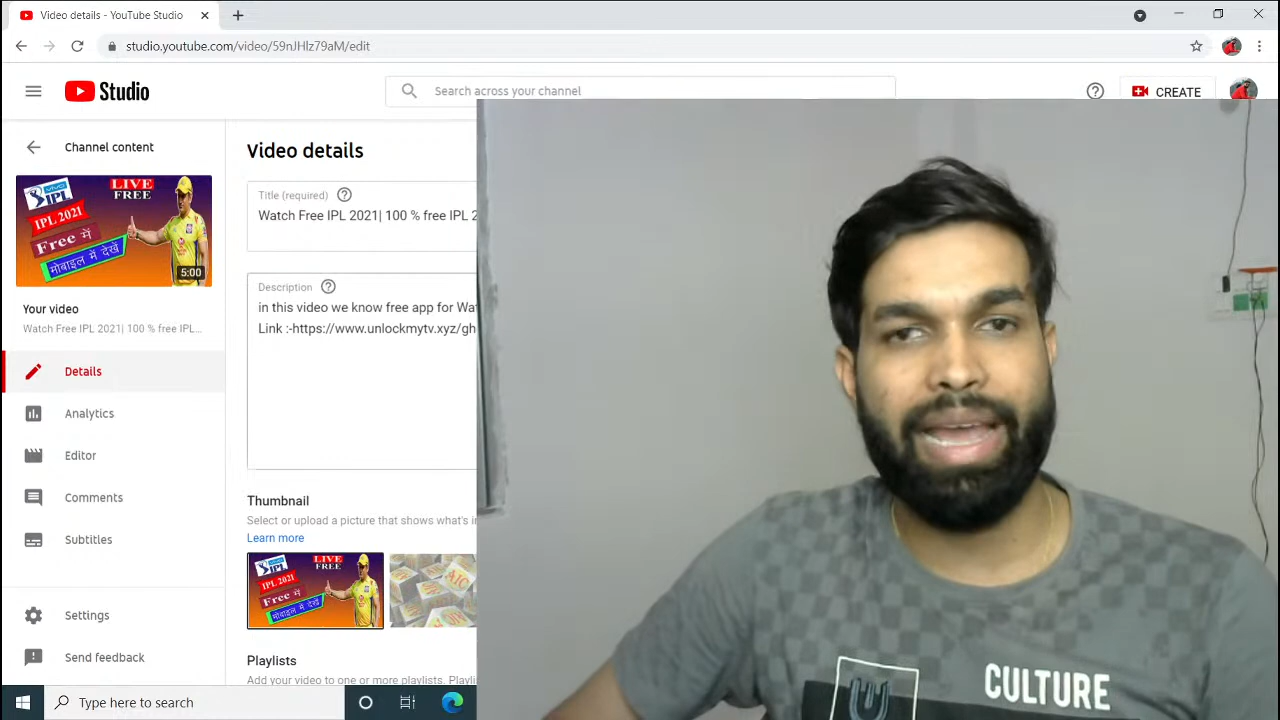 Video details - YouTube Studio
studio.youtube.com/video/59nJHlz79aM/edit
Studio
Search across your channel
CREATE
Channel content
VIVO
IPL
LIVE
FREE
IPL 2021
Free में
मोबाइल में देखें
5:00
Your video
Watch Free IPL 2021| 100 % free IPL...
Details
Analytics
Editor
Comments
Subtitles
Settings
Send feedback
Video details
Title (required)
Watch Free IPL 2021| 100 % free IPL 2
Description
in this video we know free app for Wat
Link :-https://www.unlockmytv.xyz/gh
Thumbnail
Select or upload a picture that shows what's i
Learn more
IPL
LIVE
FREE
IPL 2021
Free में
मोबाइल में देखें
Playlists
Add your video to one or more playlists. Playli
Type here to search
CULTURE